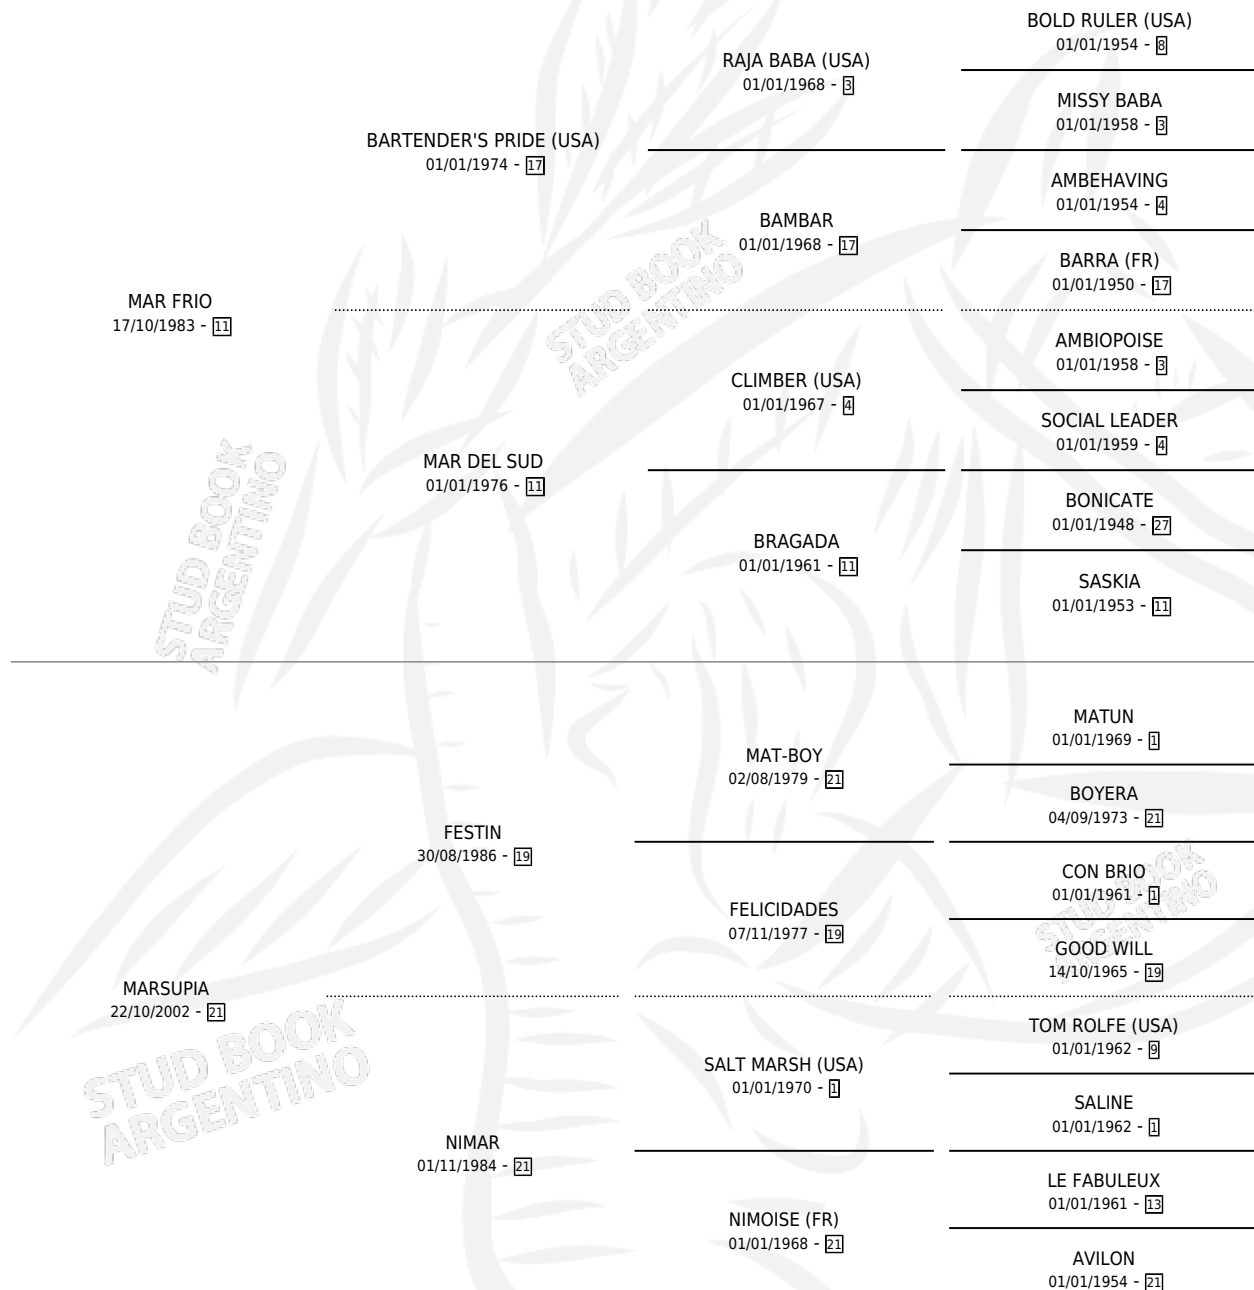 BOLD RULER (USA)
01/01/1954 - 8
RAJA BABA (USA)
01/01/1968 - 3
MISSY BABA
01/01/1958 - 3
BARTENDER'S PRIDE (USA)
01/01/1974 - 17
AMBEHAVING
01/01/1954 - 4
BAMBAR
01/01/1968 - 17
BARRA (FR)
01/01/1950 - 17
MAR FRIO
17/10/1983 - 11
STUD BOOK
ARGENTINO
AMBIOPOISE
01/01/1958 - 3
CLIMBER (USA)
01/01/1967 - 4
SOCIAL LEADER
01/01/1959 - 4
MAR DEL SUD
01/01/1976 - 11
BONICATE
01/01/1948 - 27
BRAGADA
01/01/1961 - 11
SASKIA
01/01/1953 - 11
STUD BOOK
ARGENTINO
MATUN
01/01/1969 - 1
MAT-BOY
02/08/1979 - 21
BOYERA
04/09/1973 - 21
FESTIN
30/08/1986 - 19
CON BRIO
01/01/1961 - 1
FELICIDADES
07/11/1977 - 19
GOOD WILL
14/10/1965 - 19
STUD BOOK
ARGENTINO
MARSUPIA
22/10/2002 - 21
TOM ROLFE (USA)
01/01/1962 - 9
SALT MARSH (USA)
01/01/1970 - 1
SALINE
01/01/1962 - 1
STUD BOOK
ARGENTINO
NIMAR
01/11/1984 - 21
LE FABULEUX
01/01/1961 - 13
NIMOISE (FR)
01/01/1968 - 21
AVILON
01/01/1954 - 21